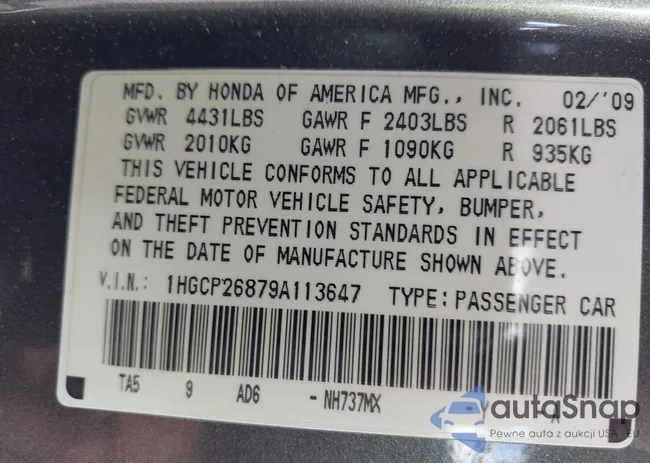 MFD. BY HONDA OF AMERICA MFG., INC. 02/'09
GVWR 4431LBS GAWR F 2403LBS R 2061LBS
GVWR 2010KG GAWR F 1090KG R 935KG
THIS VEHICLE CONFORMS TO ALL APPLICABLE
FEDERAL MOTOR VEHICLE SAFETY, BUMPER,
AND THEFT PREVENTION STANDARDS IN EFFECT
ON THE DATE OF MANUFACTURE SHOWN ABOVE.
V.I.N.: 1HGCP26879A113647 TYPE: PASSENGER CAR
TA5 9 AD6 -NH737MX A
autoSnap
Pewne auta z aukcji USA i EU